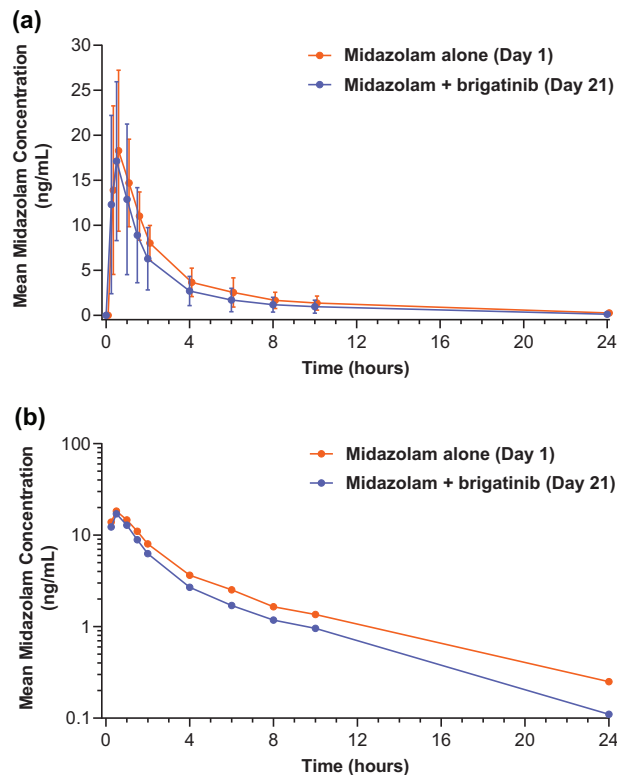 (a)
30
25
20
15
10
5
0
Mean Midazolam Concentration
(ng/mL)
Midazolam alone (Day 1)
Midazolam + brigatinib (Day 21)
0 4 8 12 16 20 24
Time (hours)
(b)
100
10
1
0.1
Mean Midazolam Concentration
(ng/mL)
Midazolam alone (Day 1)
Midazolam + brigatinib (Day 21)
0 4 8 12 16 20 24
Time (hours)